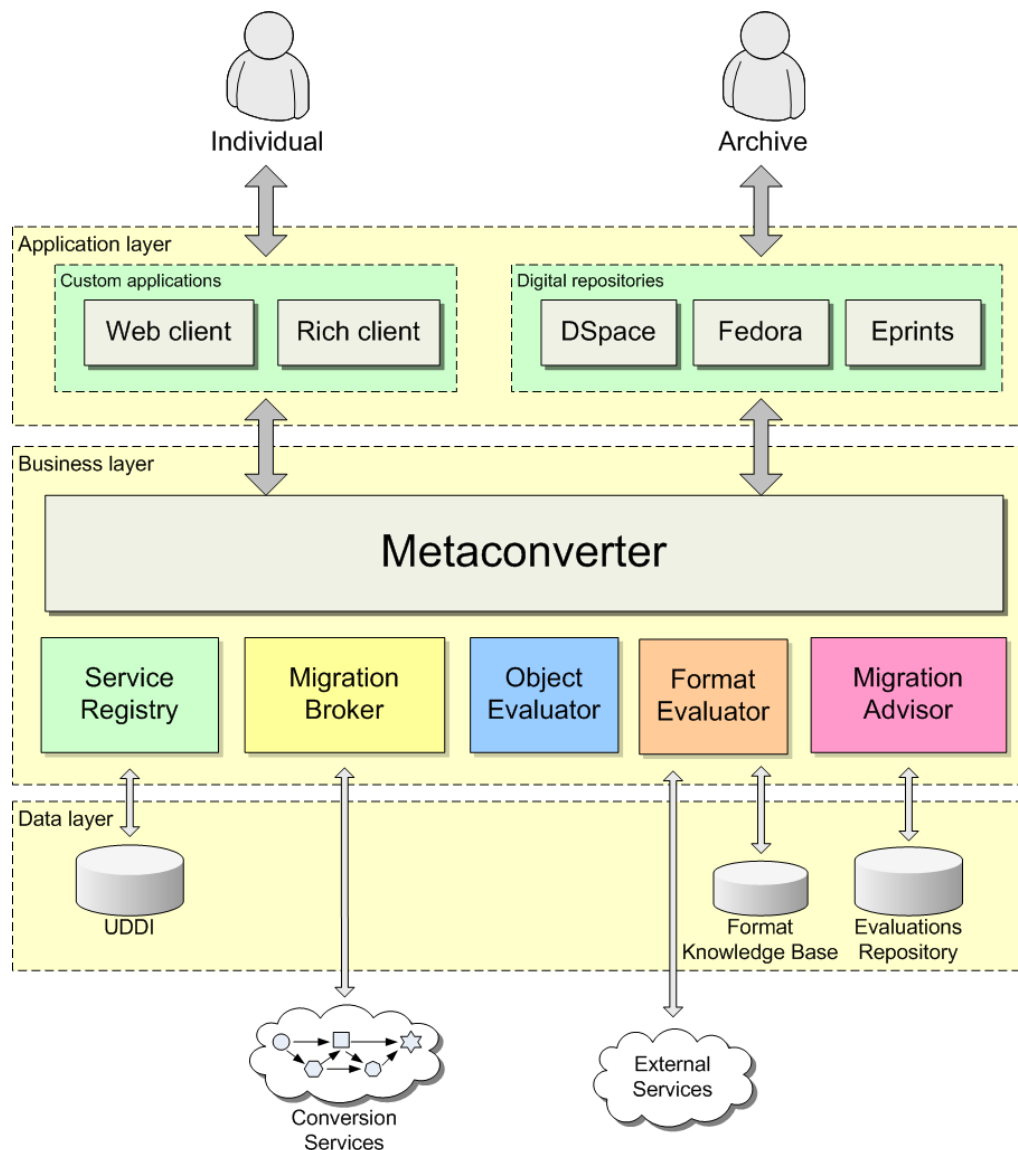 Individual
Archive
Application layer
Custom applications
Web client
Rich client
Digital repositories
DSpace
Fedora
Eprints
Business layer
Metaconverter
Service
Registry
Migration
Broker
Object
Evaluator
Format
Evaluator
Migration
Advisor
Data layer
UDDI
Format
Knowledge Base
Evaluations
Repository
Conversion
Services
External
Services